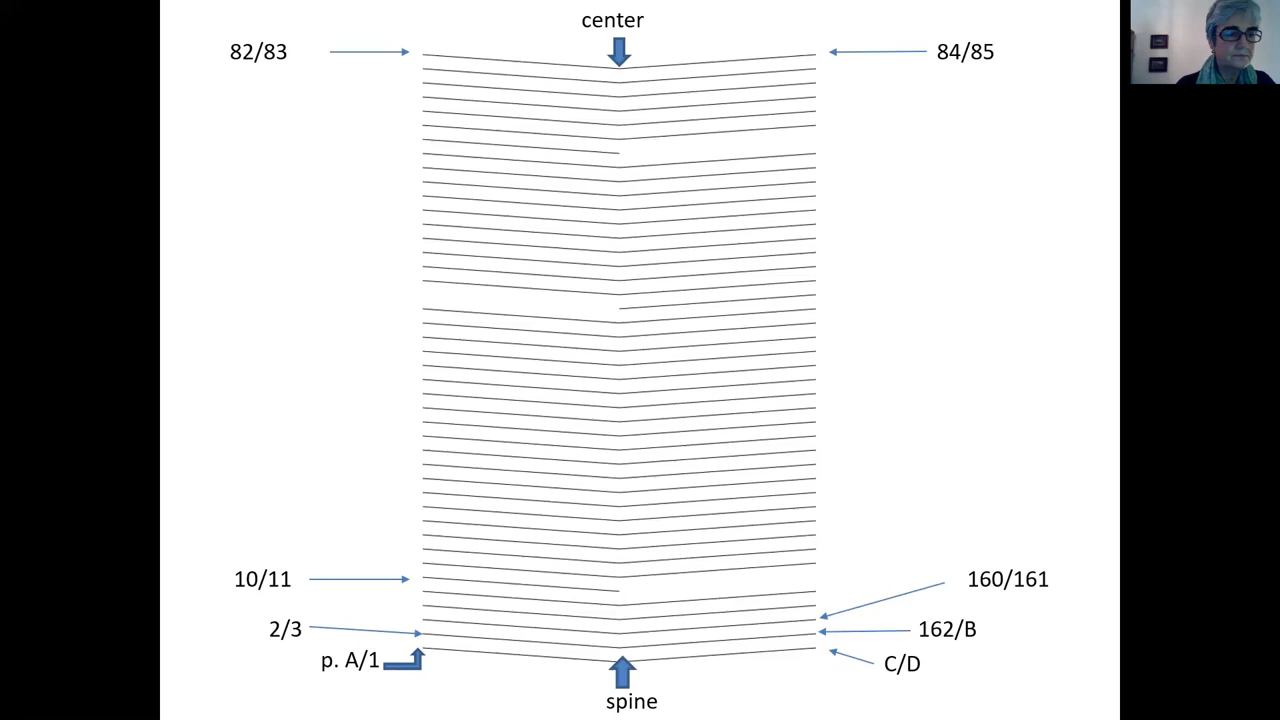 center
82/83
84/85
10/11
160/161
2/3
162/B
p. A/1
C/D
spine